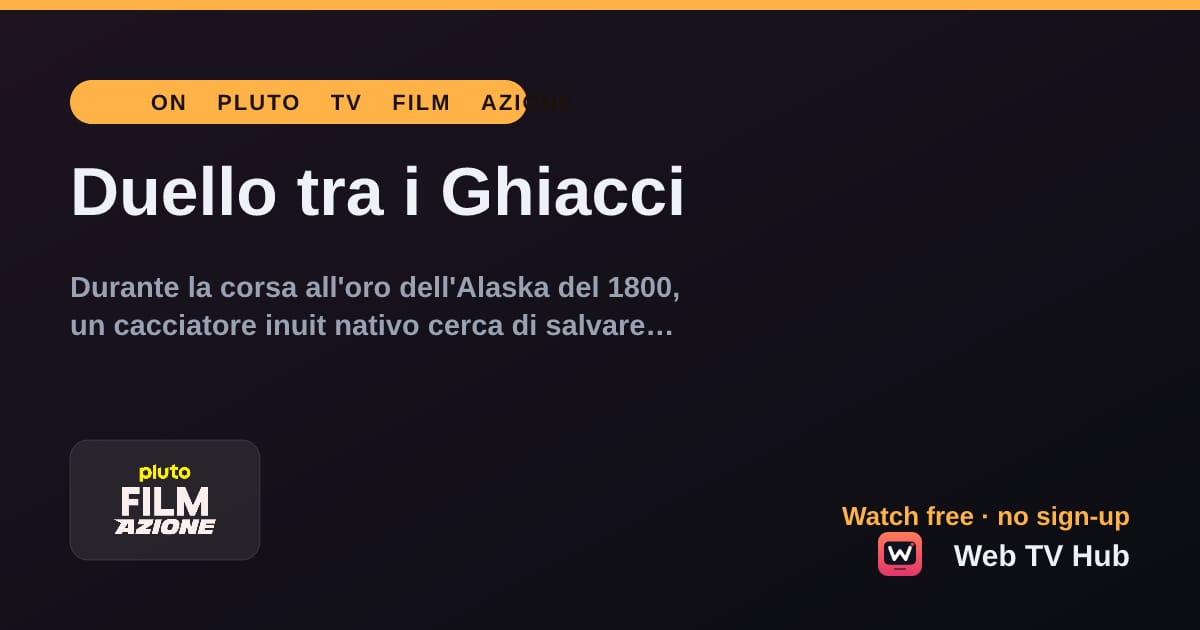 ON PLUTO TV FILM AZIONE
Duello tra i Ghiacci
Durante la corsa all'oro dell'Alaska del 1800,
un cacciatore inuit nativo cerca di salvare…
pluto
FILM
AZIONE
Watch free · no sign-up
W
Web TV Hub